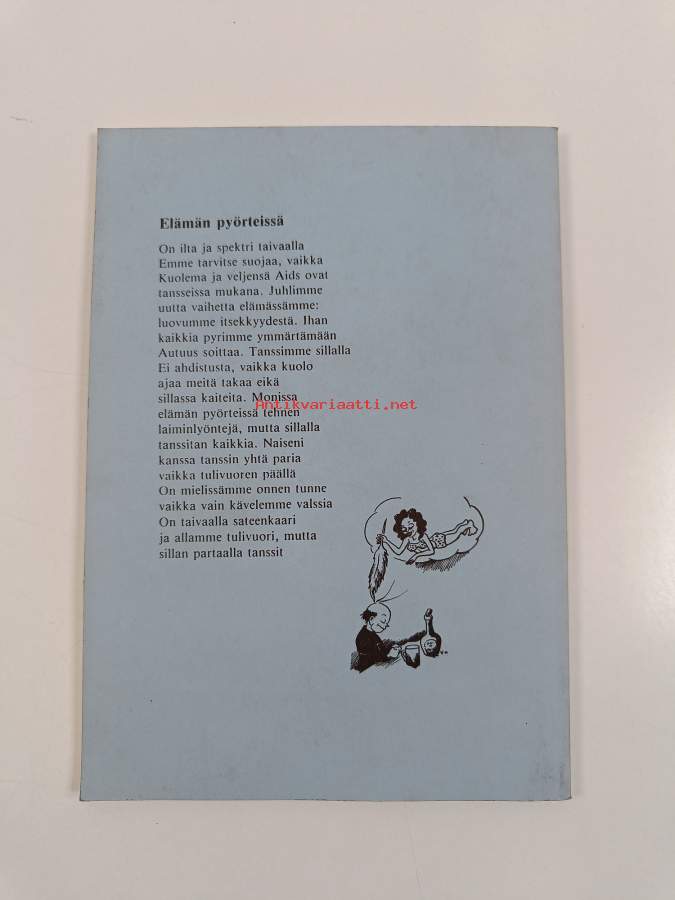 Elämän pyörteissä
On ilta ja spektri taivaalla
Emme tarvitse suojaa, vaikka
Kuolema ja veljensä Aids ovat
tansseissa mukana. Juhlimme
uutta vaihetta elämässämme:
luovumme itsekkyydestä. Ihan
kaikkia pyrimme ymmärtämään
Autuus soittaa. Tanssimme sillalla
Ei ahdistusta, vaikka kuolo
ajaa meitä takaa eikä
sillassa kaiteita. Monissa
Antikvariaatti.net
elämän pyörteissä tehnen
laiminlyöntejä, mutta sillalla
tanssitan kaikkia. Naiseni
kanssa tanssin yhtä paria
vaikka tulivuoren päällä
On mielissämme onnen tunne
vaikka vain kävelemme valssia
On taivaalla sateenkaari
ja allamme tulivuori, mutta
sillan partaalla tanssit